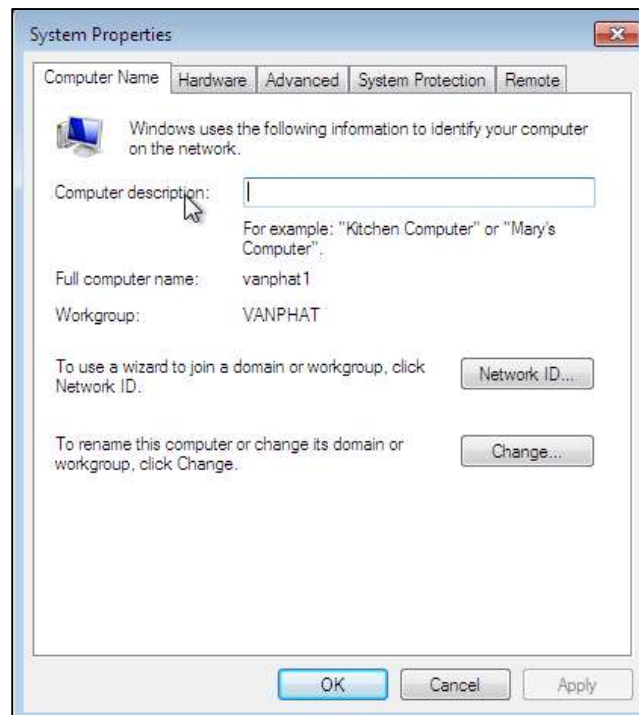 System Properties
Computer Name Hardware Advanced System Protection Remote
Windows uses the following information to identify your computer
on the network.
Computer description:
For example: "Kitchen Computer" or "Mary's
Computer".
Full computer name: vanphat1
Workgroup: VANPHAT
To use a wizard to join a domain or workgroup, click
Network ID.
Network ID...
To rename this computer or change its domain or
workgroup, click Change.
Change...
OK Cancel Apply